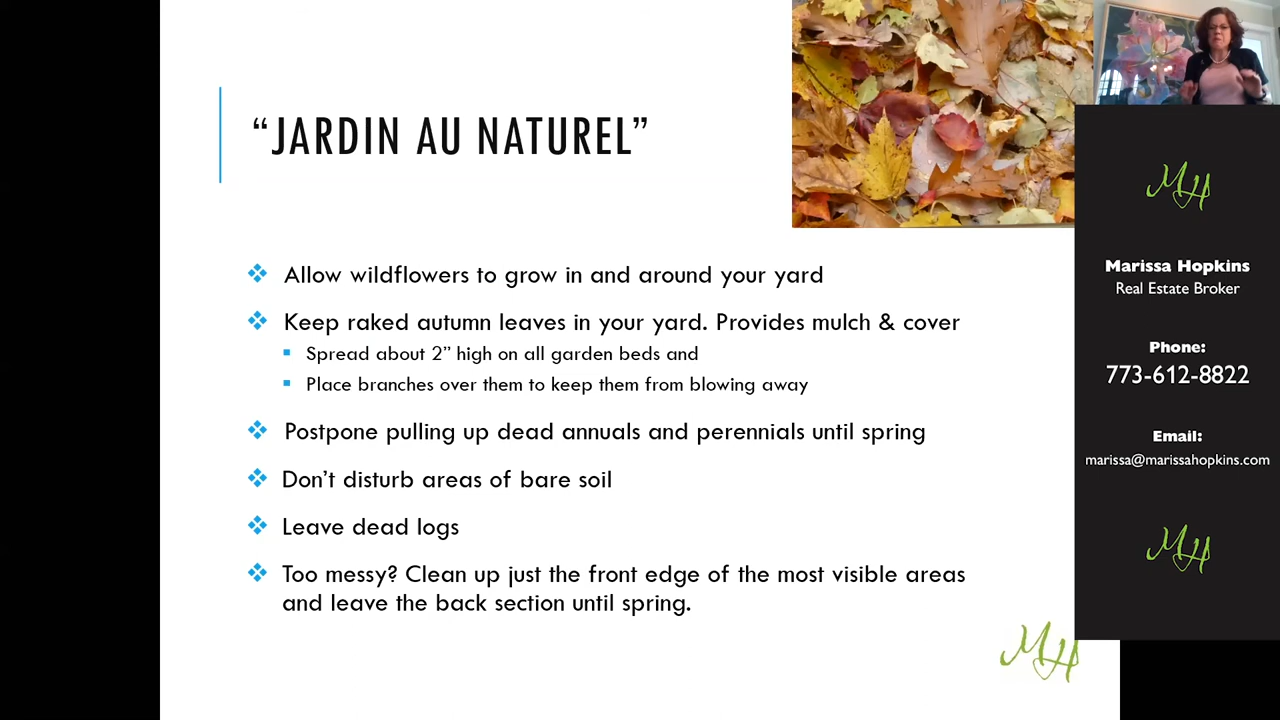 “JARDIN AU NATUREL”
Allow wildflowers to grow in and around your yard
Keep raked autumn leaves in your yard. Provides mulch & cover
Spread about 2” high on all garden beds and
Place branches over them to keep them from blowing away
Postpone pulling up dead annuals and perennials until spring
Don’t disturb areas of bare soil
Leave dead logs
Too messy? Clean up just the front edge of the most visible areas
and leave the back section until spring.
MH
MH
Marissa Hopkins
Real Estate Broker
Phone:
773-612-8822
Email:
marissa@marissahopkins.com
MH